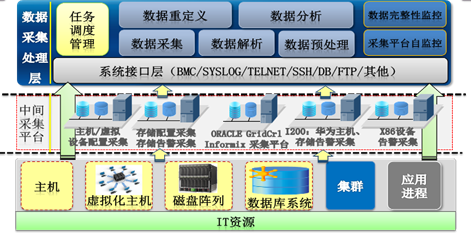 数据
采集
处理
层
任务
调度
管理
数据重定义
数据分析
数据完整性监控
数据采集
数据解析
数据预处理
采集平台自监控
系统接口层（BMC/SYSLOG/TELNET/SSH/DB/FTP/其他）
中间
采集
平台
主机/虚拟
设备配置采集
存储配置采集
存储告警采集
ORACLE GridCrl
Informix 采集平台
I200：华为主机、
存储告警采集
X86设备
告警采集
主机
虚拟化主机
磁盘阵列
数据库系统
集群
应用
进程
IT资源